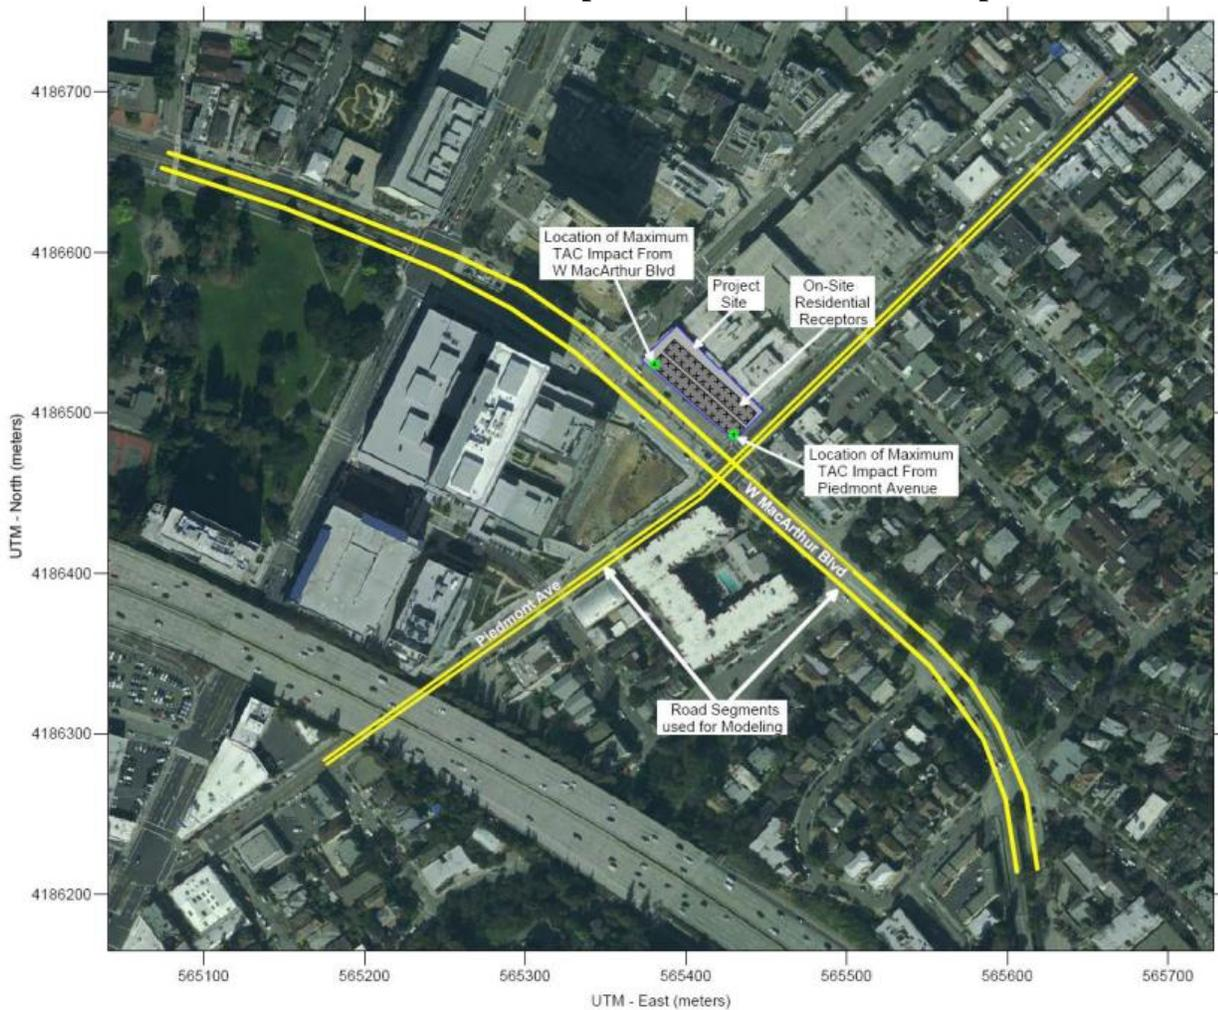 4186700
4186600
4186500
4186400
4186300
4186200
UTM - North (meters)
Location of Maximum
TAC Impact From
W MacArthur Blvd
Project
Site
On-Site
Residential
Receptors
Location of Maximum
TAC Impact From
Piedmont Avenue
W MacArthur Blvd
Piedmont Ave
Road Segments
used for Modeling
565100
565200
565300
565400
565500
565600
565700
UTM - East (meters)